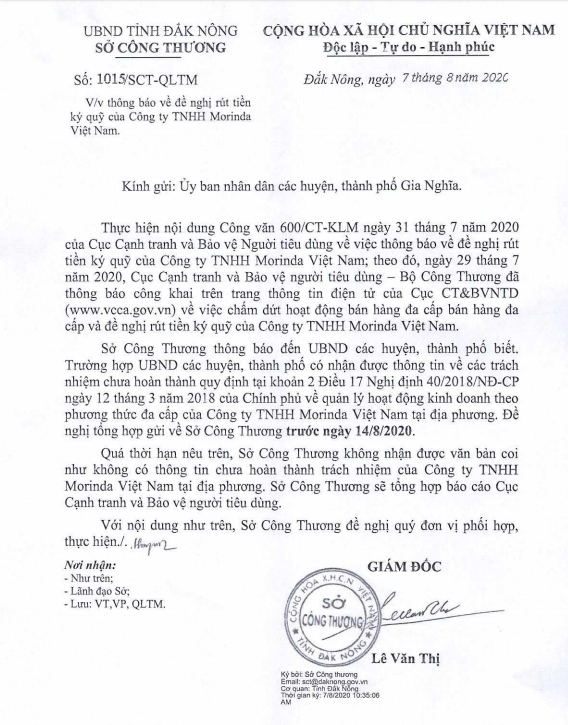 UBND TỈNH ĐẮK NÔNG
SỞ CÔNG THƯƠNG
CỘNG HÒA XÃ HỘI CHỦ NGHĨA VIỆT NAM
Độc lập - Tự do - Hạnh phúc
Số: 1015/SCT-QLTM
Đắk Nông, ngày 7 tháng 8 năm 2020
V/v thông báo về đề nghị rút tiền
ký quỹ của Công ty TNHH Morinda
Việt Nam.
Kính gửi: Ủy ban nhân dân các huyện, thành phố Gia Nghĩa.
Thực hiện nội dung Công văn 600/CT-KLM ngày 31 tháng 7 năm 2020
của Cục Cạnh tranh và Bảo vệ Người tiêu dùng về việc thông báo về đề nghị rút
tiền ký quỹ của Công ty TNHH Morinda Việt Nam; theo đó, ngày 29 tháng 7
năm 2020, Cục Cạnh tranh và Bảo vệ người tiêu dùng – Bộ Công Thương đã
thông báo công khai trên trang thông tin điện tử của Cục CT&BVNTD
(www.vcca.gov.vn) về việc chấm dứt hoạt động bán hàng đa cấp bán hàng đa
cấp và đề nghị rút tiền ký quỹ của Công ty TNHH Morinda Việt Nam.
Sở Công Thương thông báo đến UBND các huyện, thành phố biết.
Trường hợp UBND các huyện, thành phố có nhận được thông tin về các trách
nhiệm chưa hoàn thành quy định tại khoản 2 Điều 17 Nghị định 40/2018/NĐ-CP
ngày 12 tháng 3 năm 2018 của Chính phủ về quản lý hoạt động kinh doanh theo
phương thức đa cấp của Công ty TNHH Morinda Việt Nam tại địa phương. Đề
nghị tổng hợp gửi về Sở Công Thương trước ngày 14/8/2020.
Quá thời hạn nêu trên, Sở Công Thương không nhận được văn bản coi
như không có thông tin chưa hoàn thành trách nhiệm của Công ty TNHH
Morinda Việt Nam tại địa phương. Sở Công Thương sẽ tổng hợp báo cáo Cục
Cạnh tranh và Bảo vệ người tiêu dùng.
Với nội dung như trên, Sở Công Thương đề nghị quý đơn vị phối hợp,
thực hiện./.
Nơi nhận:
- Như trên;
- Lãnh đạo Sở;
- Lưu: VT,VP, QLTM.
GIÁM ĐỐC
CỘNG HÒA X.H.C.N VIỆT NAM
SỞ
CÔNG THƯƠNG
TỈNH ĐẮK NÔNG
Lê Văn Thị
Ký bởi: Sở Công thương
Email: sct@daknong.gov.vn
Cơ quan: Tỉnh Đắk Nông
Thời gian ký: 7/8/2020 10:35:06
AM